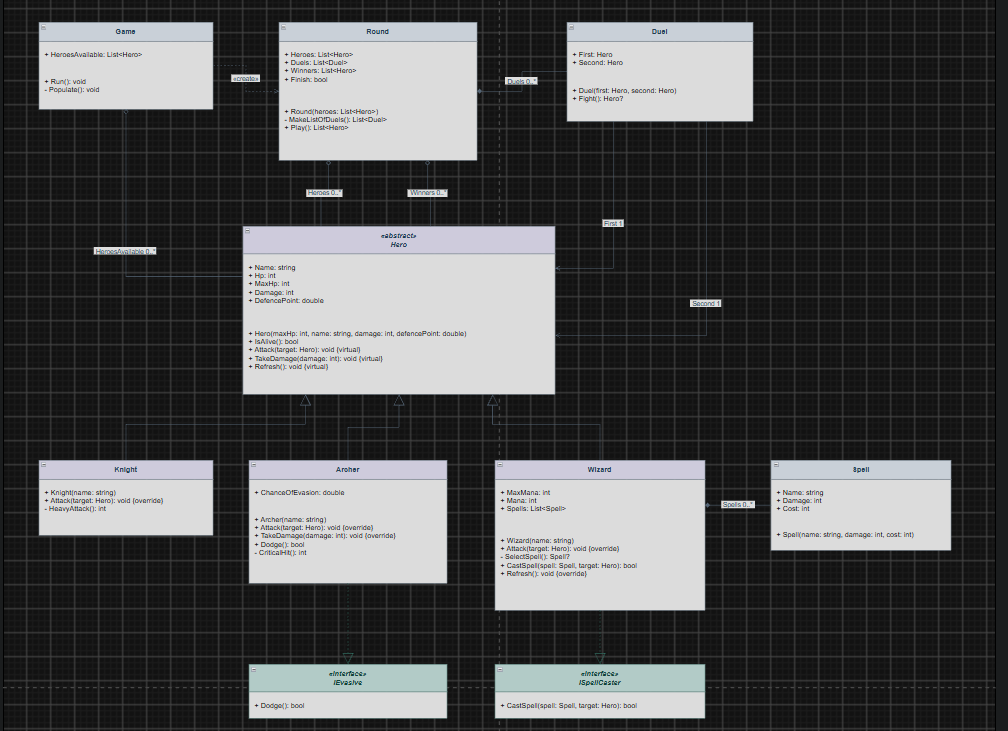 Game
+ HeroesAvailable: List<Hero>
+ Run(): void
- Populate(): void
«create»
Round
+ Heroes: List<Hero>
+ Duels: List<Duel>
+ Winners: List<Hero>
+ Finish: bool
+ Round(heroes: List<Hero>)
- MakeListOfDuels(): List<Duel>
+ Play(): List<Hero>
Duels 0..*
Duel
+ First: Hero
+ Second: Hero
+ Duel(first: Hero, second: Hero)
+ Fight(): Hero?
Heroes 0..*
Winners 0..*
First 1
HeroesAvailable 0..*
Second 1
«abstract»
Hero
+ Name: string
+ Hp: int
+ MaxHp: int
+ Damage: int
+ DefencePoint: double
+ Hero(maxHp: int, name: string, damage: int, defencePoint: double)
+ IsAlive(): bool
+ Attack(target: Hero): void {virtual}
+ TakeDamage(damage: int): void {virtual}
+ Refresh(): void {virtual}
Knight
+ Knight(name: string)
+ Attack(target: Hero): void {override}
- HeavyAttack(): int
Archer
+ ChanceOfEvasion: double
+ Archer(name: string)
+ Attack(target: Hero): void {override}
+ TakeDamage(damage: int): void {override}
+ Dodge(): bool
- CriticalHit(): int
Wizard
+ MaxMana: int
+ Mana: int
+ Spells: List<Spell>
+ Wizard(name: string)
+ Attack(target: Hero): void {override}
- SelectSpell(): Spell?
+ CastSpell(spell: Spell, target: Hero): bool
+ Refresh(): void {override}
Spells 0..*
Spell
+ Name: string
+ Damage: int
+ Cost: int
+ Spell(name: string, damage: int, cost: int)
«interface»
IEvasive
+ Dodge(): bool
«interface»
ISpellCaster
+ CastSpell(spell: Spell, target: Hero): bool